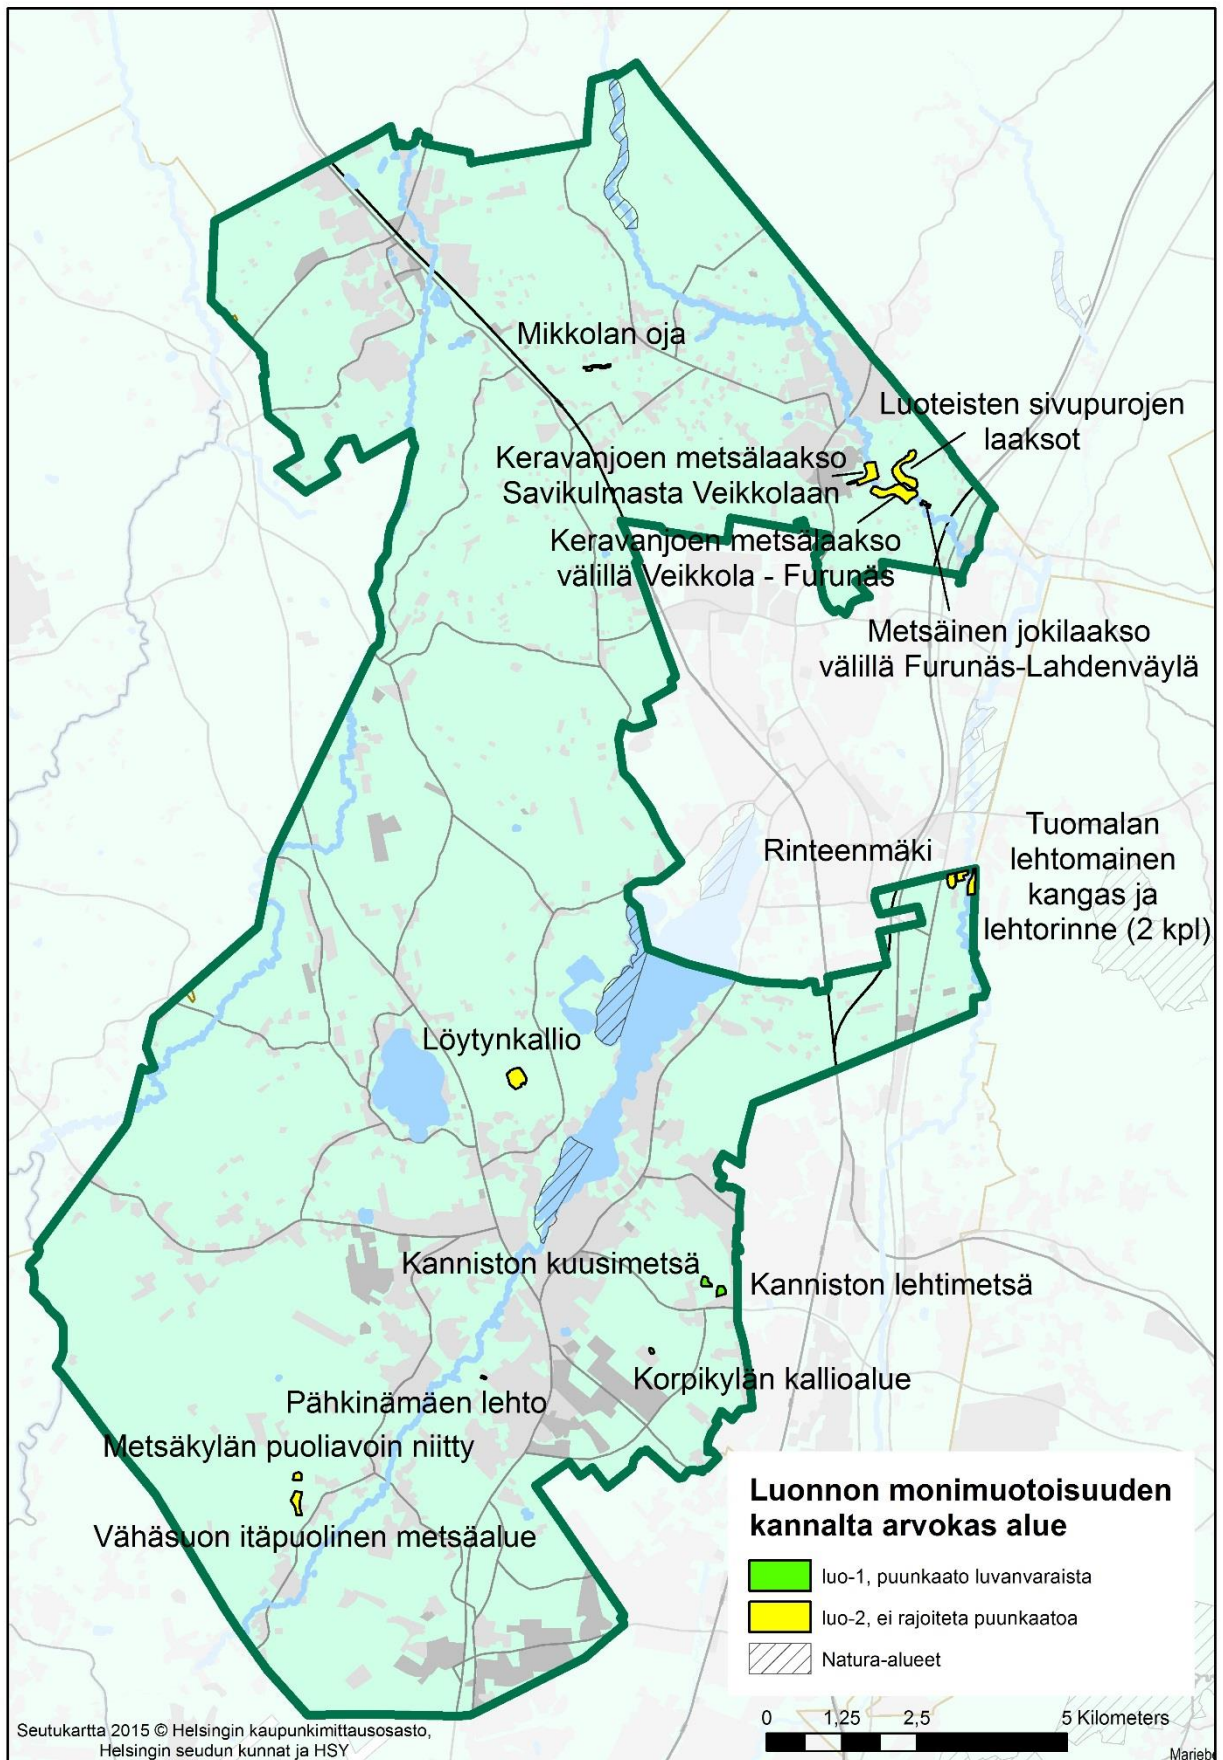 Mikkolan oja
Luoteisten sivupurojen
laaksot
Keravanjoen metsälaakso
Savikulmasta Veikkolaan
Keravanjoen metsälaakso
välillä Veikkola - Furunäs
Metsäinen jokilaakso
välillä Furunäs-Lahdenväylä
Rinteenmäki
Tuomalan
lehtomainen
kangas ja
lehtorinne (2 kpl)
Löytynkallio
Kanniston kuusimetsä
Kanniston lehtimetsä
Korpikylän kallioalue
Pähkinämäen lehto
Metsäkylän puoliavoin niitty
Vähäsuon itäpuolinen metsäalue
Luonnon monimuotoisuuden
kannalta arvokas alue
luo-1, puunkaato luvanvaraista
luo-2, ei rajoiteta puunkaatoa
Natura-alueet
0 1,25 2,5 5 Kilometers
Seutukartta 2015 © Helsingin kaupunkimittausosasto,
Helsingin seudun kunnat ja HSY